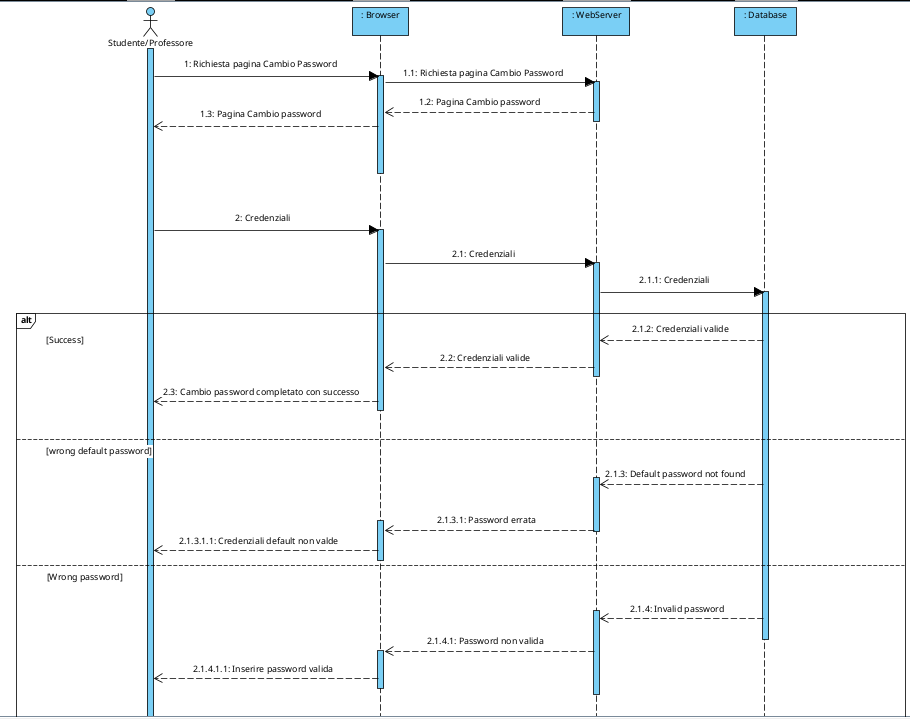 : Browser
: WebServer
: Database
Studente/Professore
1: Richiesta pagina Cambio Password
1.1: Richiesta pagina Cambio Password
1.2: Pagina Cambio password
1.3: Pagina Cambio password
2: Credenziali
2.1: Credenziali
2.1.1: Credenziali
alt
[Success]
2.1.2: Credenziali valide
2.2: Credenziali valide
2.3: Cambio password completato con successo
[wrong default password]
2.1.3: Default password not found
2.1.3.1: Password errata
2.1.3.1.1: Credenziali default non valde
[Wrong password]
2.1.4: Invalid password
2.1.4.1: Password non valida
2.1.4.1.1: Inserire password valida